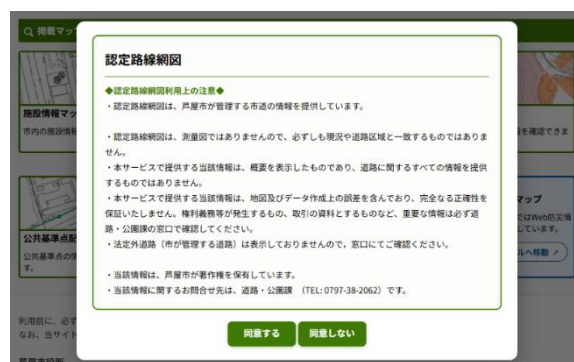 掲載マッ
認定路線網図
◆認定路線網図利用上の注意◆
・認定路線網図は、芦屋市が管理する市道の情報を提供しています。
・認定路線網図は、測量図ではありませんので、必ずしも現況や道路区域と一致するものではありま
せん。
・本サービスで提供する当該情報は、概要を表示したものであり、道路に関するすべての情報を提供
するものではありません。
・本サービスで提供する当該情報は、地図及びデータ作成上の誤差を含んでおり、完全なる正確性を
保証いたしません。権利義務等が発生するもの、取引の資料とするものなど、重要な情報は必ず道
路・公園課の窓口で確認してください。
・法定外道路（市が管理する道路）は表示しておりませんので，窓口にてご確認ください。
・当該情報は、芦屋市が著作権を保有しています。
・当該情報に関するお問合せ先は、道路・公園課 （TEL: 0797-38-2062）です。
同意する 同意しない
施設情報マッ
市内の施設情報
を確認できま
公共基準点配
公共基準点の情
す。
マップ
ではWeb防災情
しています。
ルへ移動
利用前に、必ず
なお、当サイト